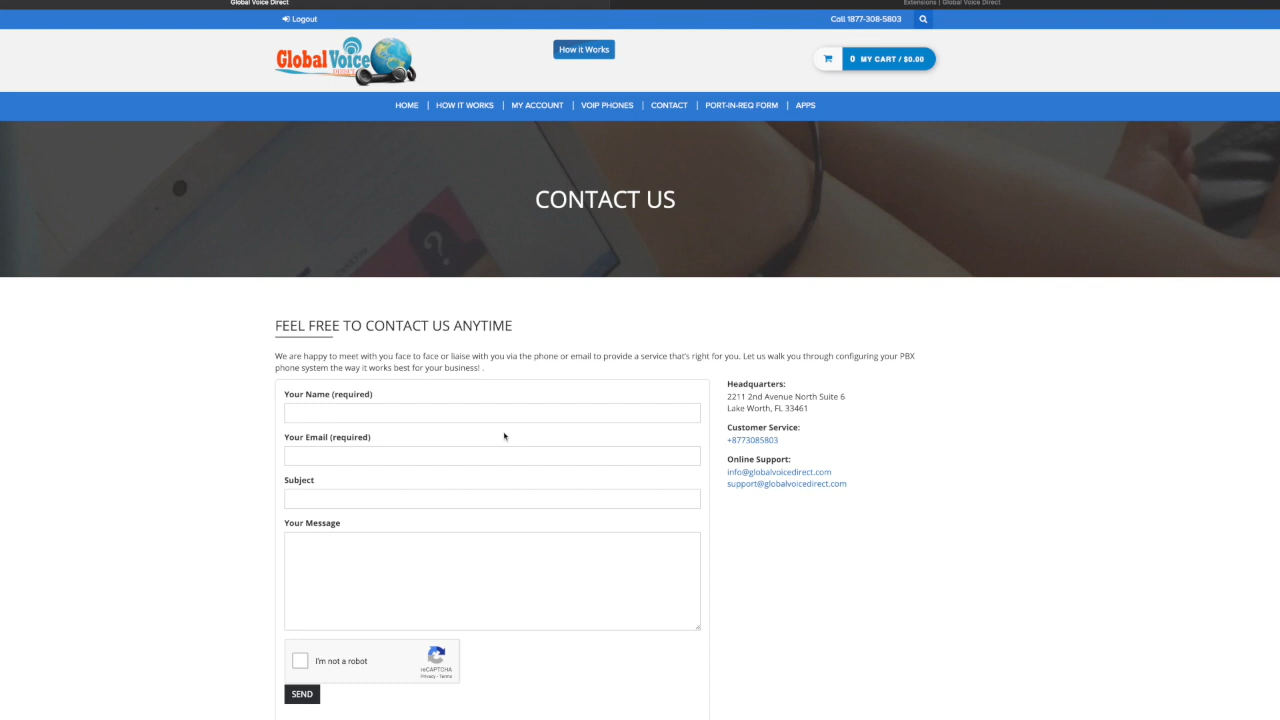 Global Voice Direct
Extensions | Global Voice Direct
Logout
Call 1877-308-5803
GlobalVoice
DIRECT
How it Works
0 MY CART / $0.00
HOME | HOW IT WORKS | MY ACCOUNT | VOIP PHONES | CONTACT | PORT-IN-REQ FORM | APPS
?
CONTACT US
FEEL FREE TO CONTACT US ANYTIME
We are happy to meet with you face to face or liaise with you via the phone or email to provide a service that's right for you. Let us walk you through configuring your PBX
phone system the way it works best for your business! .
Your Name (required)
Your Email (required)
Subject
Your Message
I'm not a robot
reCAPTCHA
Privacy - Terms
SEND
Headquarters:
2211 2nd Avenue North Suite 6
Lake Worth, FL 33461
Customer Service:
+8773085803
Online Support:
info@globalvoicedirect.com
support@globalvoicedirect.com